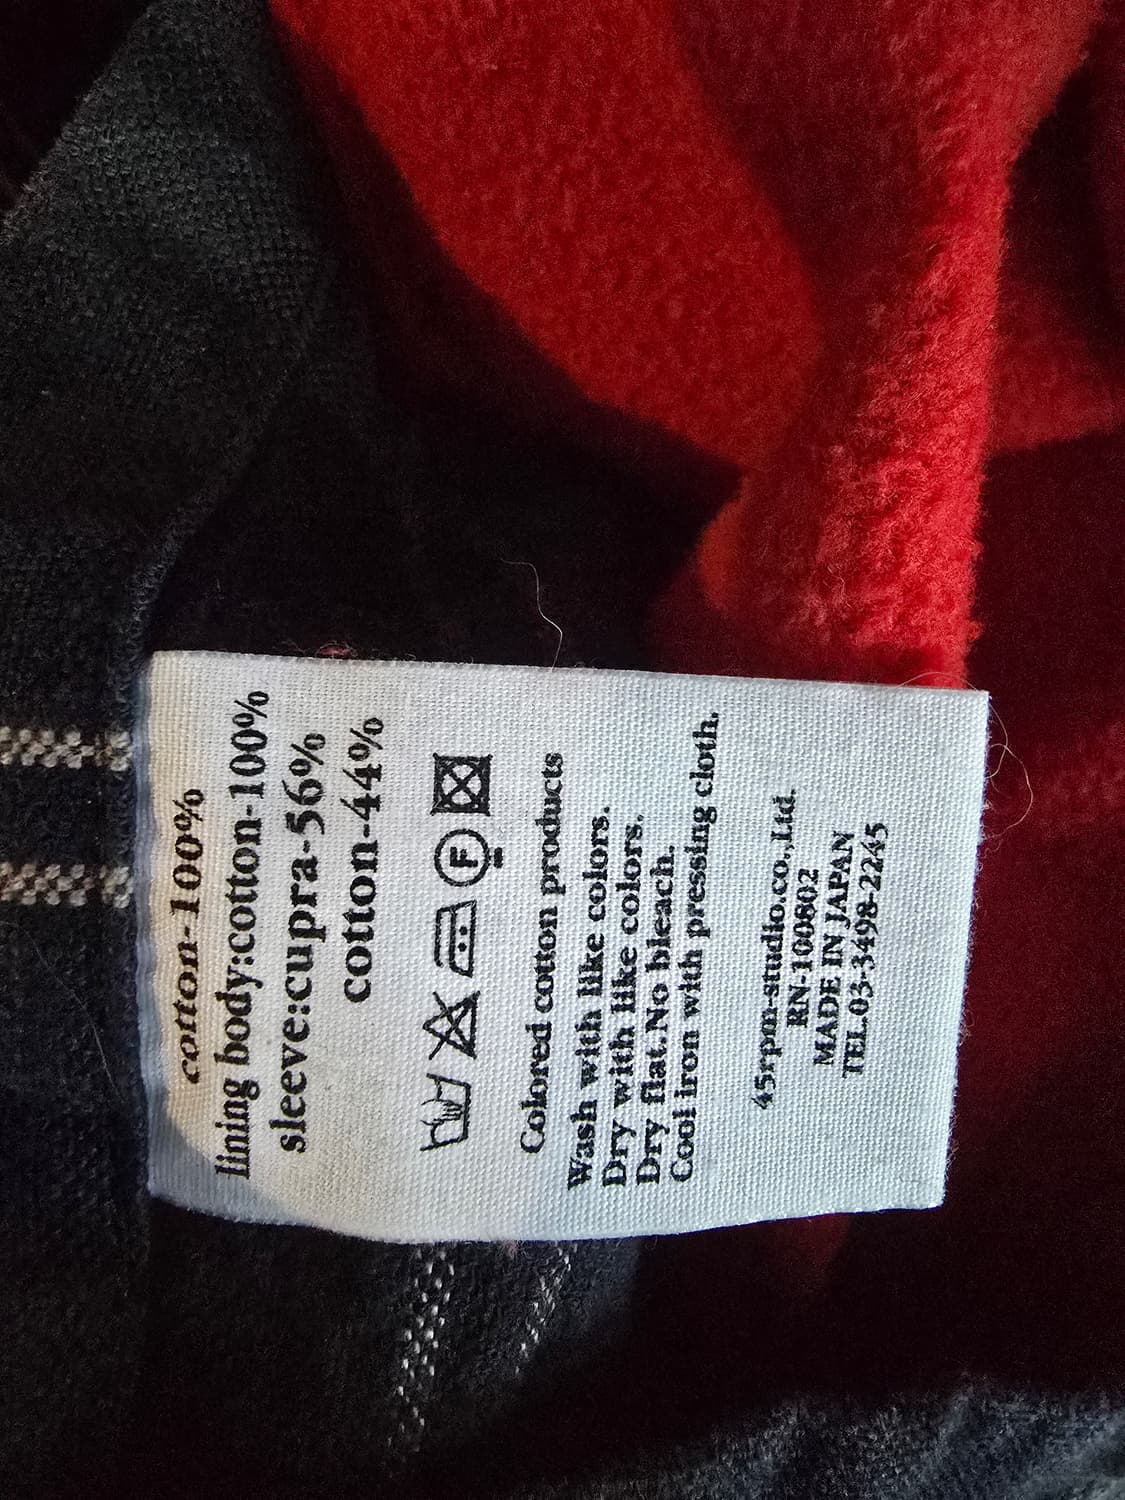 cotton-100%
lining body:cotton-100%
sleeve:cupra-56%
cotton-44%
F
Colored cotton products
Wash with like colors.
Dry with like colors.
Dry flat.No bleach.
Cool iron with pressing cloth.
45rpm-studio.co.,Ltd.
RN-100802
MADE IN JAPAN
TEL.03-3498-2245